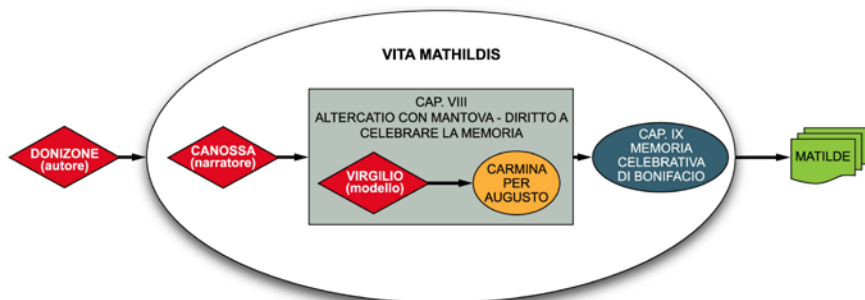 VITA MATHILDIS
CAP. VIII
ALTERCATIO CON MANTOVA - DIRITTO A
CELEBRARE LA MEMORIA
DONIZONE
(autore)
CANOSSA
(narratore)
VIRGILIO
(modello)
CARMINA
PER
AUGUSTO
CAP. IX
MEMORIA
CELEBRATIVA
DI BONIFACIO
MATILDE